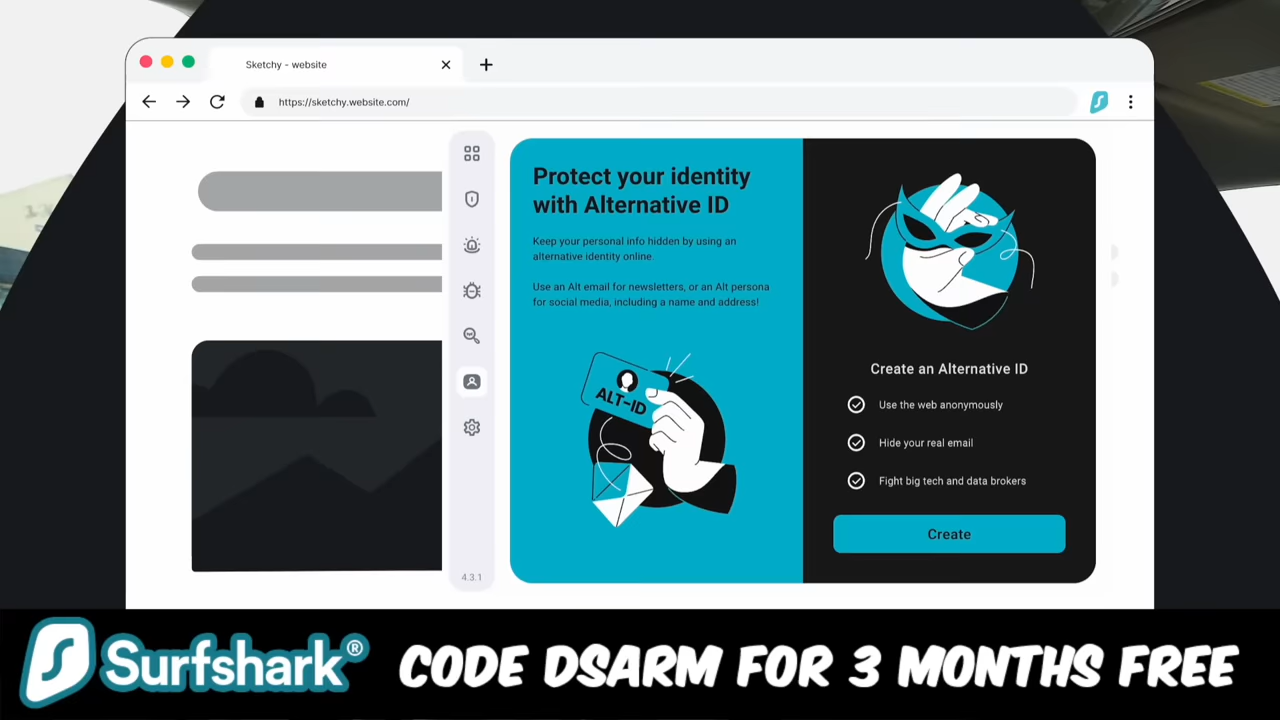 Sketchy - website
https://sketchy.website.com/
Protect your identity
with Alternative ID
Keep your personal info hidden by using an
alternative identity online.
Use an Alt email for newsletters, or an Alt persona
for social media, including a name and address!
ALT-ID
Create an Alternative ID
Use the web anonymously
Hide your real email
Fight big tech and data brokers
Create
4.3.1
Surfshark®
CODE DSARM FOR 3 MONTHS FREE